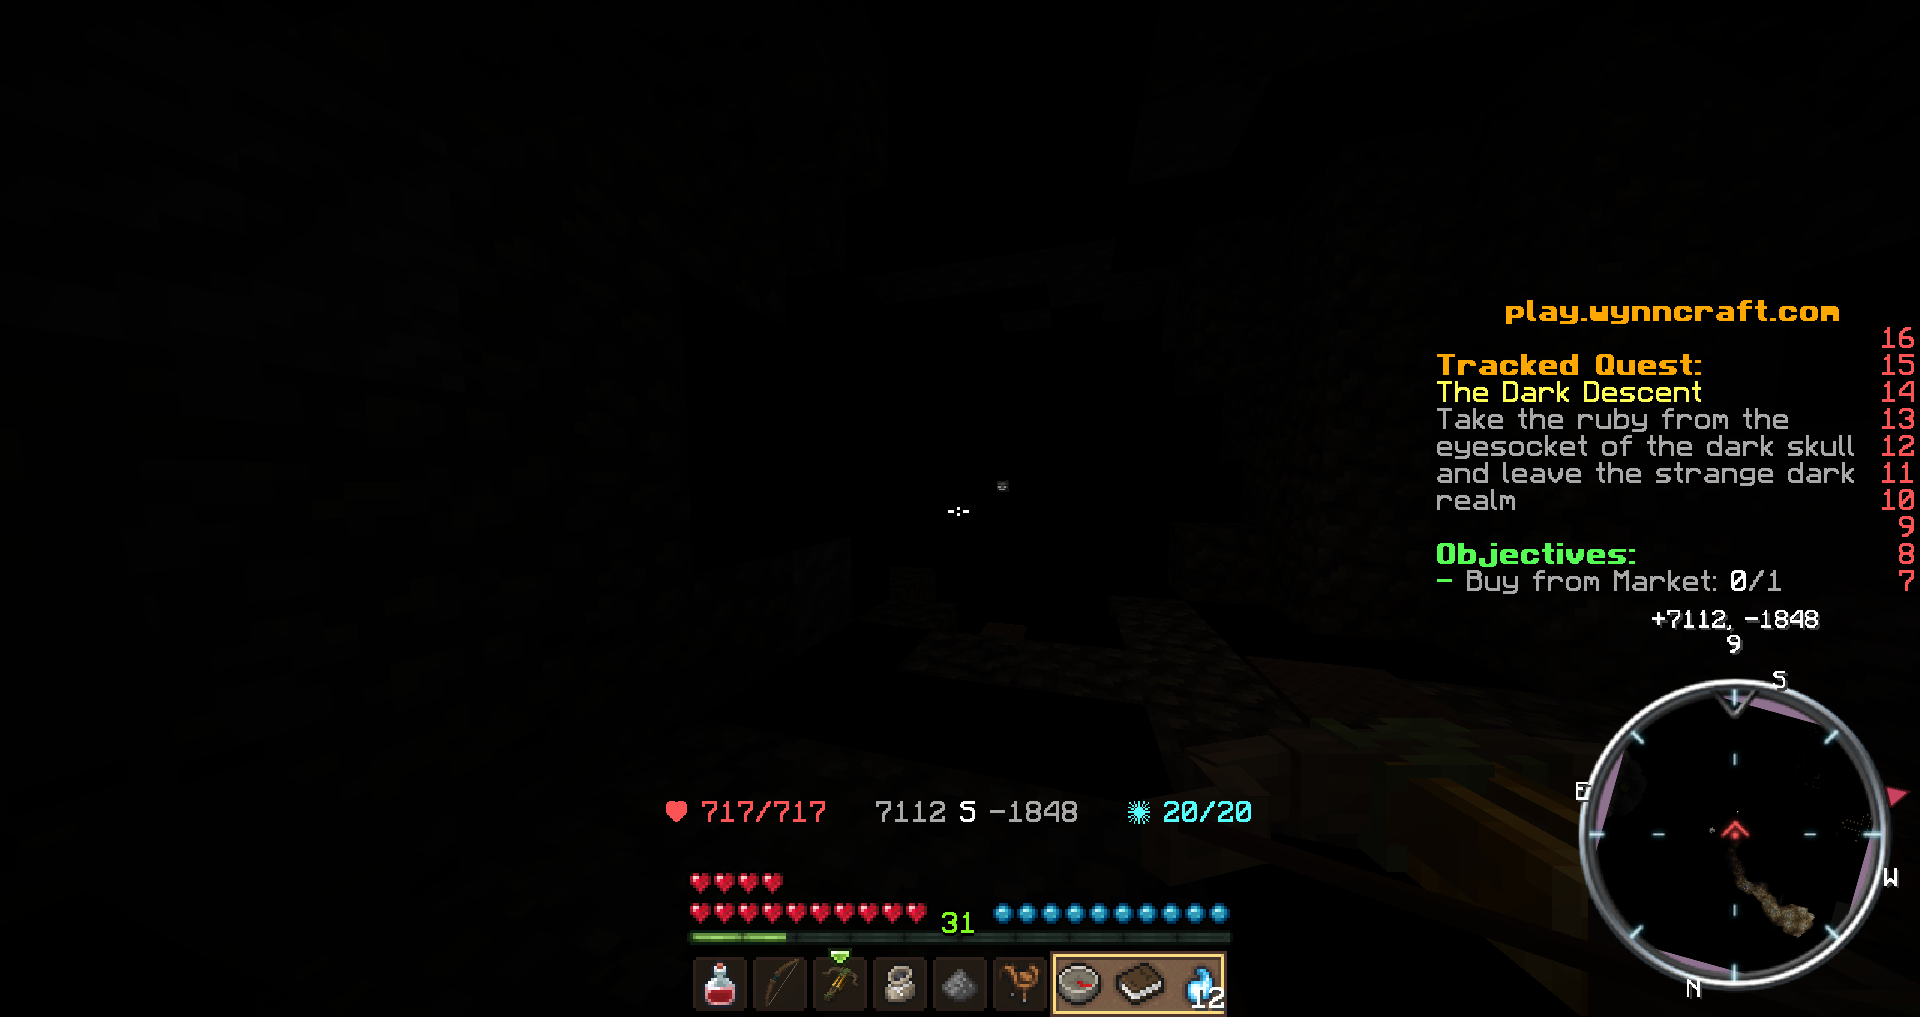 play.wynncraft.com
16
Tracked Quest: 15
The Dark Descent 14
Take the ruby from the 13
eyesocket of the dark skull 12
and leave the strange dark 11
realm 10
9
Objectives: 8
- Buy from Market: 0/1 7
+7112, -1848
9
S
E
W
N
717/717 7112 S -1848 20/20
31
12